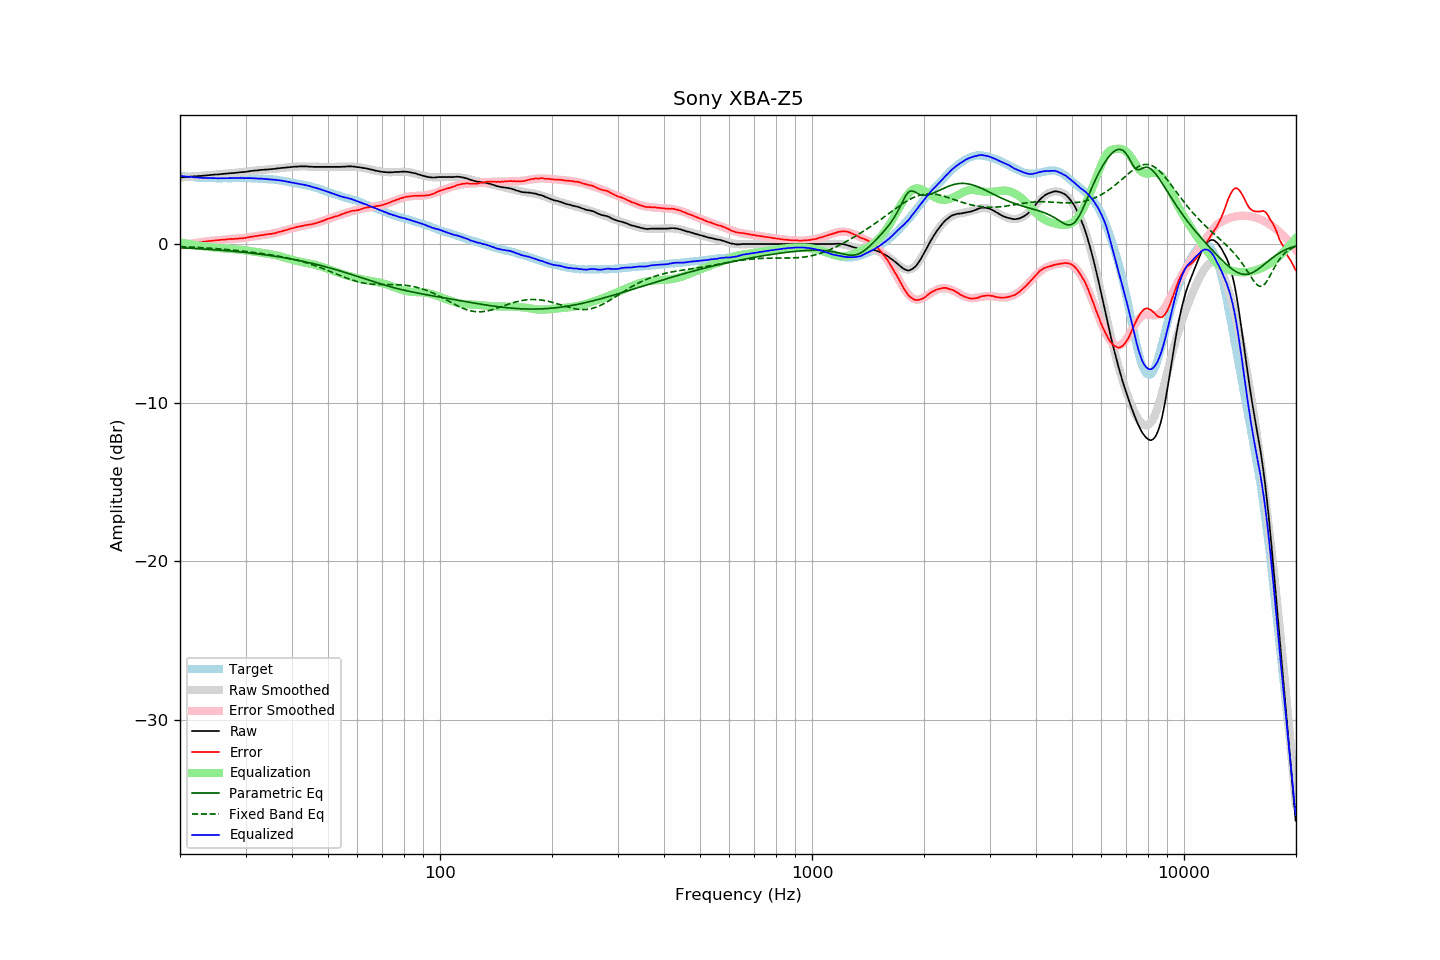 Sony XBA-Z5
Amplitude (dBr)
0
−10
−20
−30
Target
Raw Smoothed
Error Smoothed
Raw
Error
Equalization
Parametric Eq
Fixed Band Eq
Equalized
100
1000
10000
Frequency (Hz)